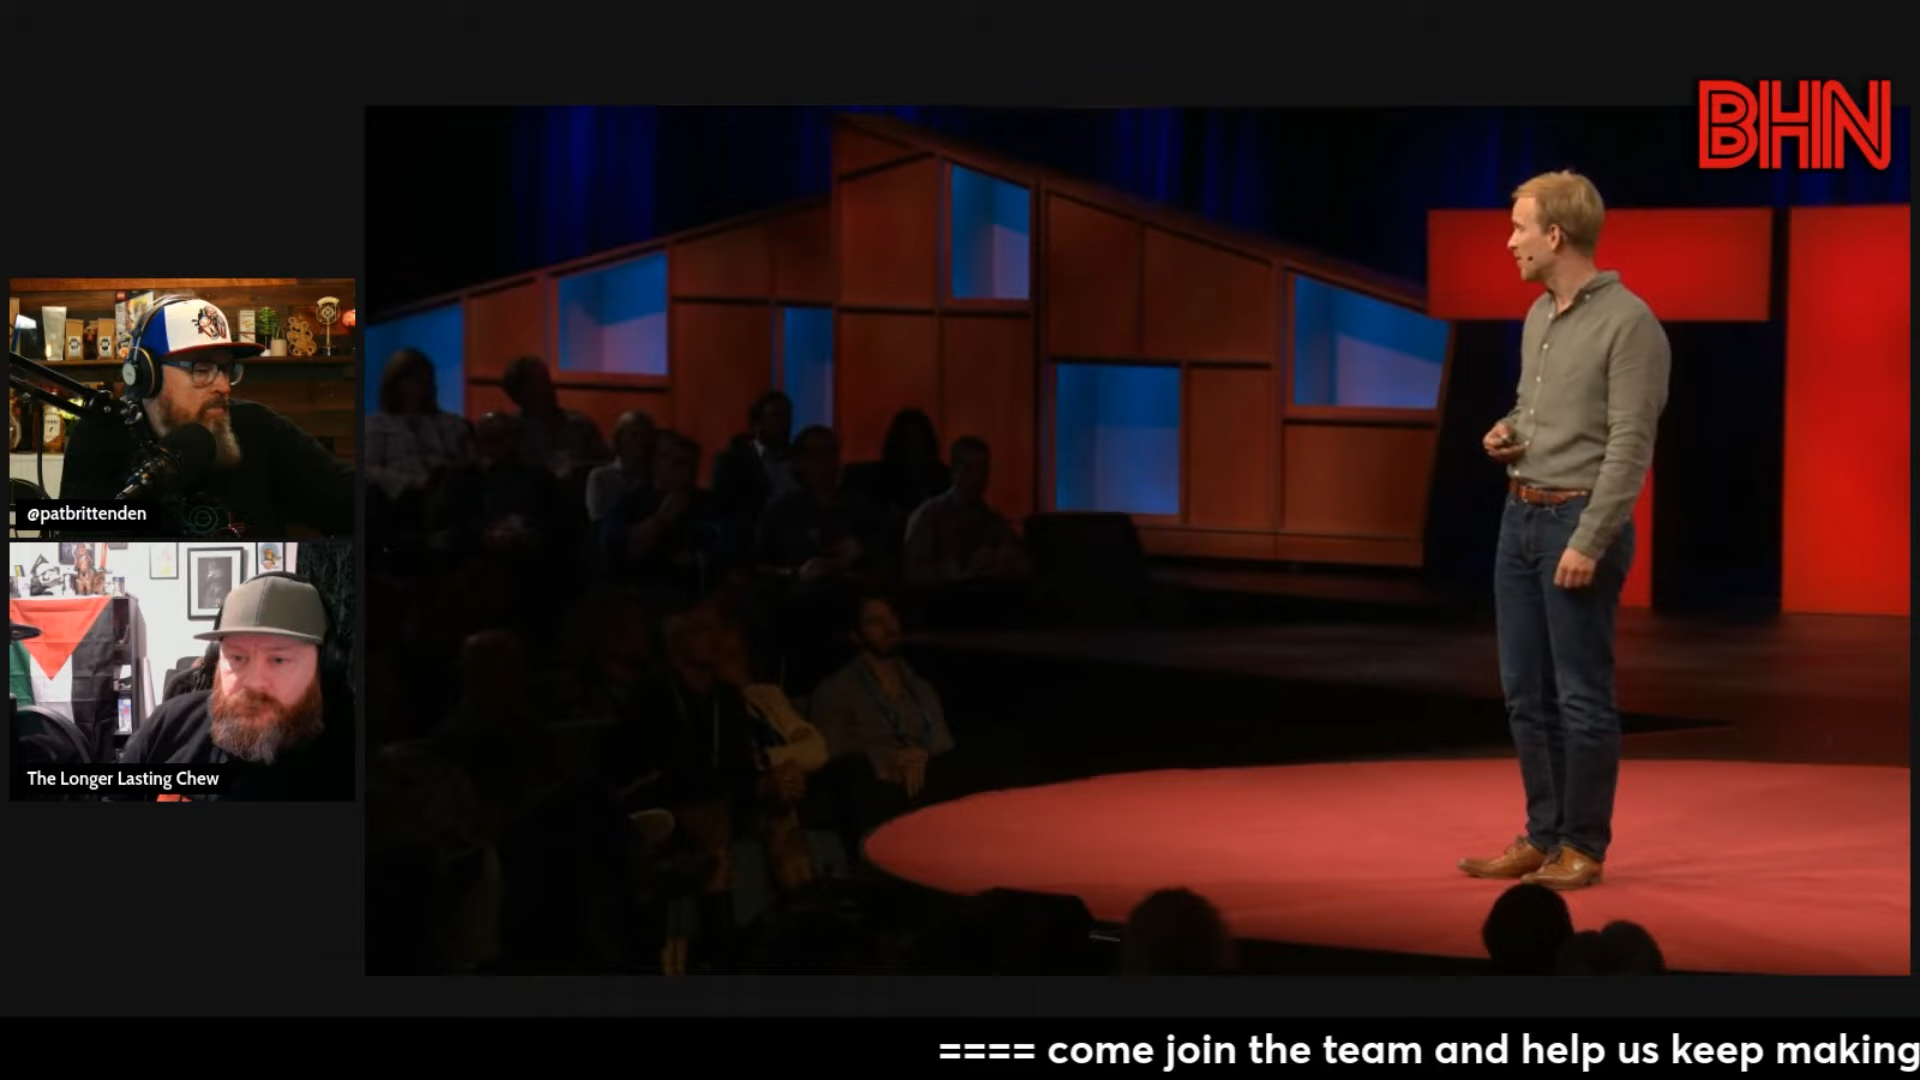 BHN
@patbrittenden
The Longer Lasting Chew
==== come join the team and help us keep making